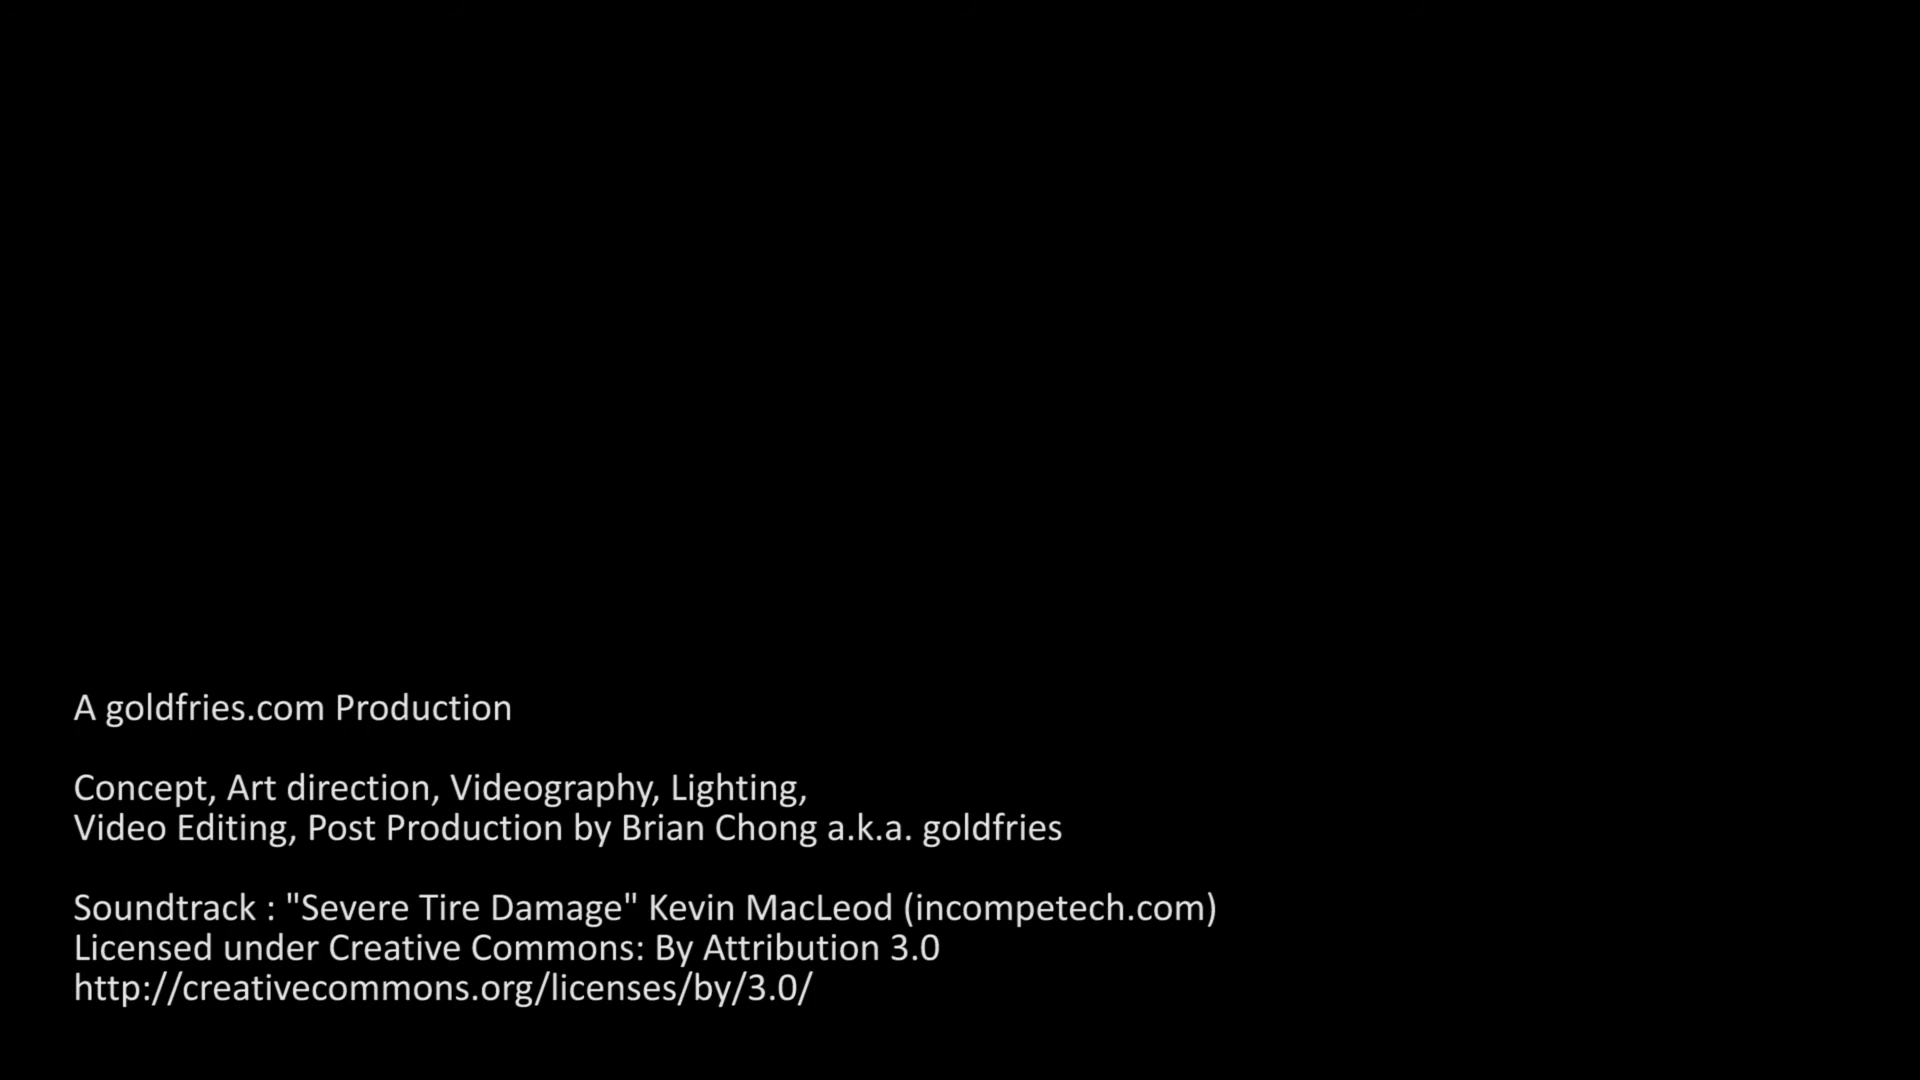 A goldfries.com Production
Concept, Art direction, Videography, Lighting,
Video Editing, Post Production by Brian Chong a.k.a. goldfries
Soundtrack : "Severe Tire Damage" Kevin MacLeod (incompetech.com)
Licensed under Creative Commons: By Attribution 3.0
http://creativecommons.org/licenses/by/3.0/